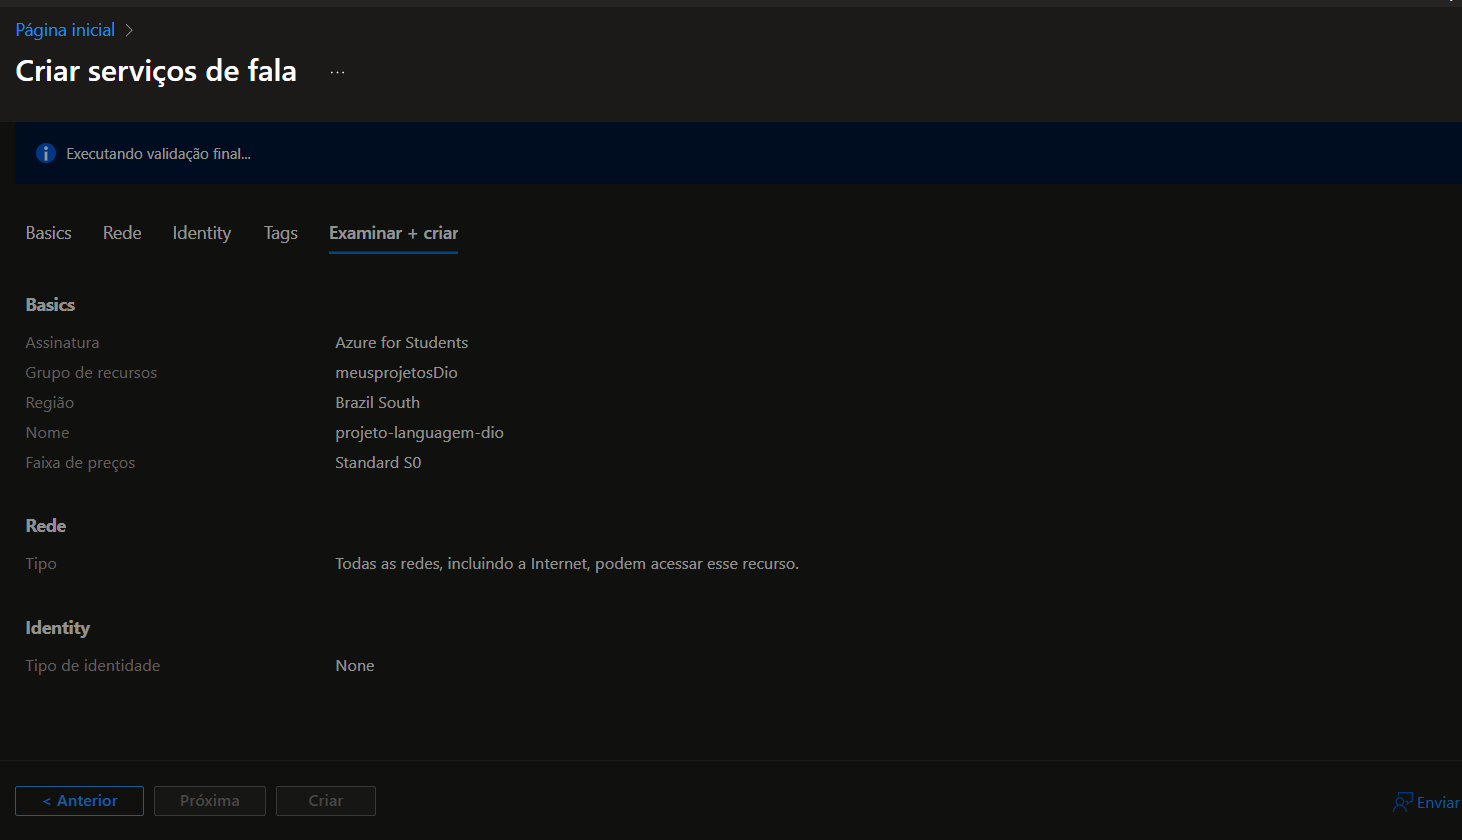 Página inicial >
Criar serviços de fala ...
Executando validação final...
Basics Rede Identity Tags Examinar + criar
Basics
Assinatura Azure for Students
Grupo de recursos meusprojetosDio
Região Brazil South
Nome projeto-languagem-dio
Faixa de preços Standard S0
Rede
Tipo Todas as redes, incluindo a Internet, podem acessar esse recurso.
Identity
Tipo de identidade None
< Anterior Próxima Criar Enviar